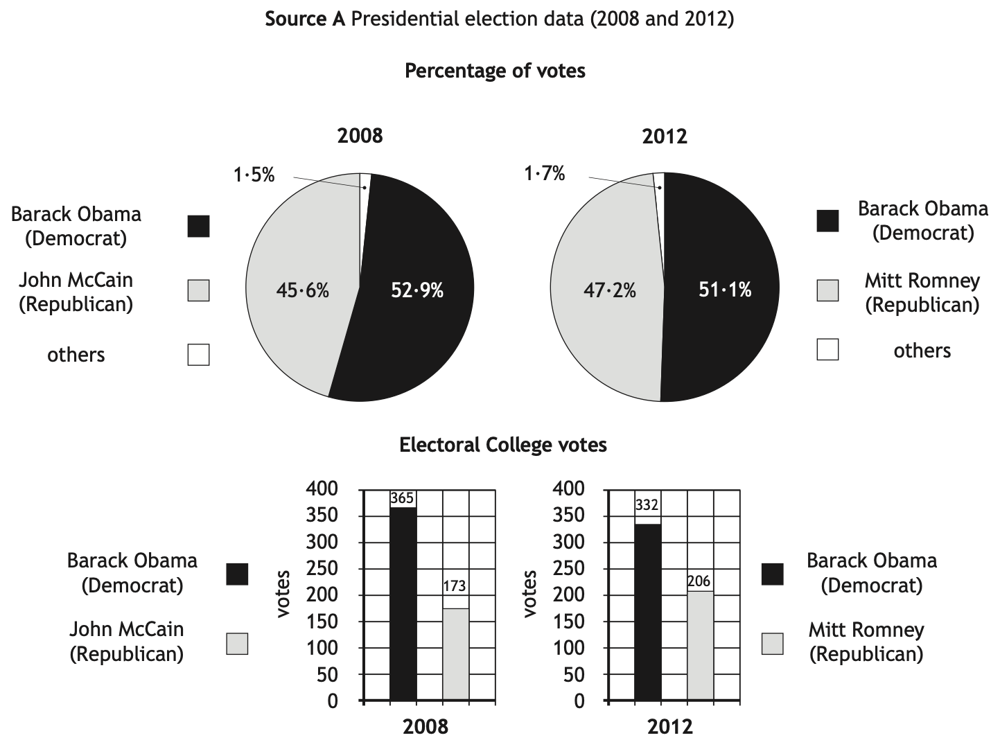 Source A Presidential election data (2008 and 2012)
Percentage of votes
2008
1·5%
Barack Obama
(Democrat)
John McCain
(Republican)
others
45·6%
52·9%
2012
1·7%
47·2%
51·1%
Barack Obama
(Democrat)
Mitt Romney
(Republican)
others
Electoral College votes
Barack Obama
(Democrat)
John McCain
(Republican)
votes
400
350
300
250
200
150
100
50
0
365
173
2008
votes
400
350
300
250
200
150
100
50
0
332
206
2012
Barack Obama
(Democrat)
Mitt Romney
(Republican)